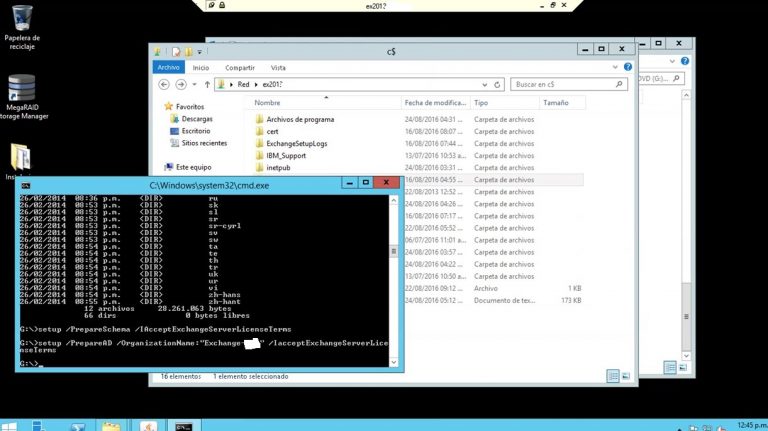 ex201?
Papelera de
reciclaje
MegaRAID
torage Manager
c$
Archivo Inicio Compartir Vista
Red ex201? Buscar en c$
DVD (G:)...
Favoritos
Descargas
Escritorio
Sitios recientes
Este equipo
Nombre Fecha de modifica... Tipo Tamaño
Archivos de programa 24/08/2016 04:31 ... Carpeta de archivos
cert 16/08/2016 08:07 ... Carpeta de archivos
ExchangeSetupLogs 16/08/2016 07:44 ... Carpeta de archivos
IBM_Support 13/07/2016 10:53 a... Carpeta de archivos
inetpub 24/08/2016 03:31 ... Carpeta de archivos
24/08/2016 04:55 ... Carpeta de archivos
22/08/2013 12:52 ... Carpeta de archivos
24/08/2016 04:26 ... Carpeta de archivos
16/08/2016 07:17 ... Carpeta de archivos
22/08/2016 05:52 ... Carpeta de archivos
06/07/2016 11:01 a... Carpeta de archivos
24/08/2016 03:57 ... Carpeta de archivos
24/08/2016 04:22 ... Carpeta de archivos
13/07/2016 10:50 a... Carpeta de archivos
22/08/2016 09:12 ... Archivo 1 KB
24/08/2016 05:12 ... Documento de tex... 173 KB
16 elementos 1 elemento seleccionado
C:\Windows\system32\cmd.exe
26/02/2014 08:36 p.m. <DIR> ru
26/02/2014 08:53 p.m. <DIR> sk
26/02/2014 08:53 p.m. <DIR> sl
26/02/2014 08:53 p.m. <DIR> sr
26/02/2014 08:53 p.m. <DIR> sr-cyrl
26/02/2014 08:53 p.m. <DIR> sv
26/02/2014 08:53 p.m. <DIR> sw
26/02/2014 08:54 p.m. <DIR> ta
26/02/2014 08:54 p.m. <DIR> te
26/02/2014 08:54 p.m. <DIR> th
26/02/2014 08:54 p.m. <DIR> tr
26/02/2014 08:54 p.m. <DIR> uk
26/02/2014 08:54 p.m. <DIR> ur
26/02/2014 08:54 p.m. <DIR> vi
26/02/2014 08:54 p.m. <DIR> zh-hans
26/02/2014 08:55 p.m. <DIR> zh-hant
12 archivos 28.261.063 bytes
66 dirs 0 bytes libres
G:\>setup /PrepareSchema /IAcceptExchangeServerLicenseTerms
G:\>setup /PrepareAD /OrganizationName:"Exchange " /IacceptExchangeServerLice
nseTerms
G:\>_
12:45 p.m.